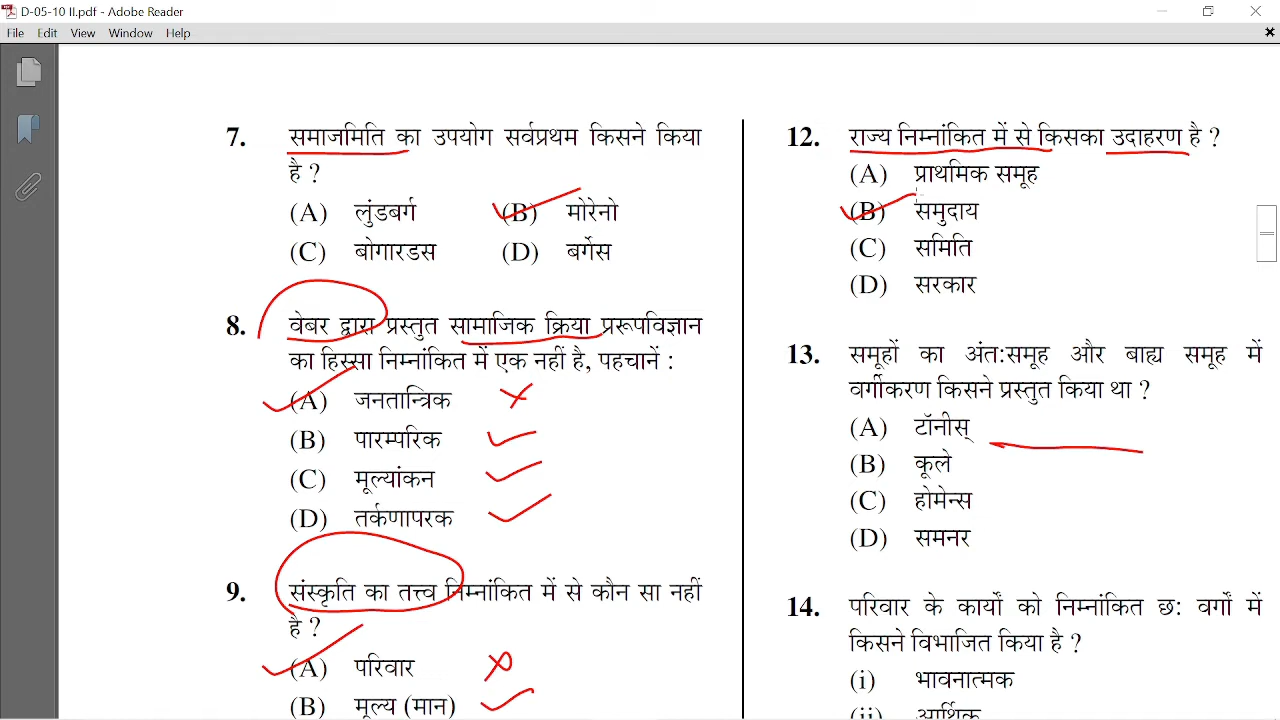 D-05-10 II.pdf - Adobe Reader
File Edit View Window Help
7. समाजमिति का उपयोग सर्वप्रथम किसने किया
है ?
(A) लुंडबर्ग (B) मोरेनो
(C) बोगारडस (D) बर्गेस
8. वेबर द्वारा प्रस्तुत सामाजिक क्रिया प्ररूपविज्ञान
का हिस्सा निम्नांकित में एक नहीं है, पहचानें :
(A) जनतान्त्रिक
(B) पारम्परिक
(C) मूल्यांकन
(D) तर्कणापरक
9. संस्कृति का तत्त्व निम्नांकित में से कौन सा नहीं
है ?
(A) परिवार
(B) मूल्य (मान)
12. राज्य निम्नांकित में से किसका उदाहरण है ?
(A) प्राथमिक समूह
(B) समुदाय
(C) समिति
(D) सरकार
13. समूहों का अंत:समूह और बाह्य समूह में
वर्गीकरण किसने प्रस्तुत किया था ?
(A) टॉनीस्
(B) कूले
(C) होमेन्स
(D) समनर
14. परिवार के कार्यों को निम्नांकित छ: वर्गों में
किसने विभाजित किया है ?
(i) भावनात्मक
(ii) आर्थिक